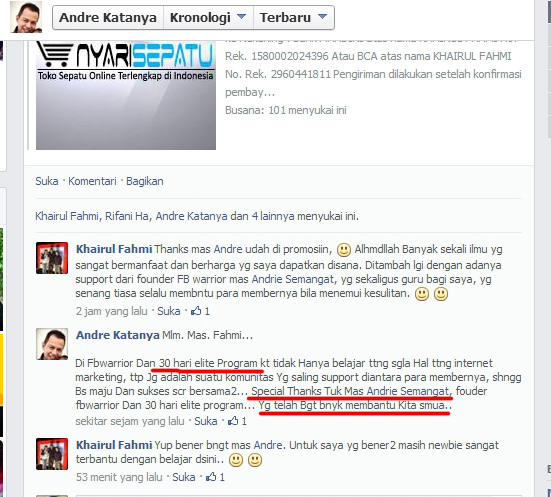 Andre Katanya
Kronologi
Terbaru
NYARISEPATU
Toko Sepatu Online Terlengkap di Indonesia
Rek. 1580002024396 Atau BCA atas nama KHAIRUL FAHMI
No. Rek. 2960441811 Pengiriman dilakukan setelah konfirmasi
pembay...
Busana: 101 menyukai ini
Suka · Komentari · Bagikan
Khairul Fahmi, Rifani Ha, Andre Katanya dan 4 lainnya menyukai ini.
Khairul Fahmi Thanks mas Andre udah di promosiin, Alhmdllah Banyak sekali ilmu yg
sangat bermanfaat dan berharga yg saya dapatkan disana. Ditambah lgi dengan adanya
support dari founder FB warrior mas Andrie Semangat, yg sekaligus guru bagi saya, yg
senang tiasa selalu membntu para membernya bila menemui kesulitan.
2 jam yang lalu · Suka · 1
Andre Katanya Mlm. Mas. Fahmi...
Di Fbwarrior Dan 30 hari elite Program kt tidak Hanya belajar ttng sgla Hal ttng internet
marketing, ttp Jg adalah suatu komunitas Yg saling support diantara para membernya, shngg
Bs maju Dan sukses scr bersama2... Special Thanks Tuk Mas Andrie Semangat, fouder
fbwarrior Dan 30 hari elite program... Yg telah Bgt bnyk membantu Kita smua..
sekitar sejam yang lalu · Suka · 1
Khairul Fahmi Yup bener bngt mas Andre. Untuk saya yg bener2 masih newbie sangat
terbantu dengan belajar dsini..
53 menit yang lalu · Suka · 1